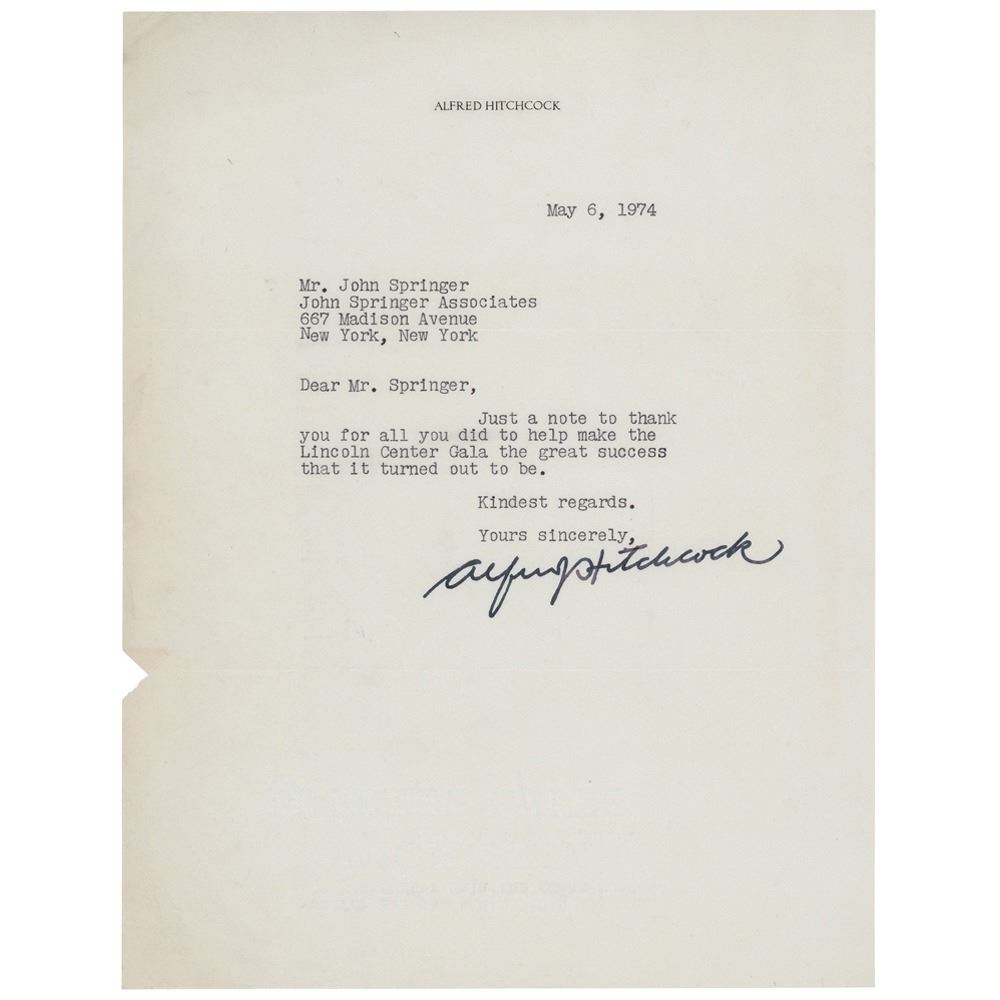 ALFRED HITCHCOCK
May 6, 1974
Mr. John Springer
John Springer Associates
667 Madison Avenue
New York, New York
Dear Mr. Springer,
Just a note to thank
you for all you did to help make the
Lincoln Center Gala the great success
that it turned out to be.
Kindest regards.
Yours sincerely,
Alfred Hitchcock